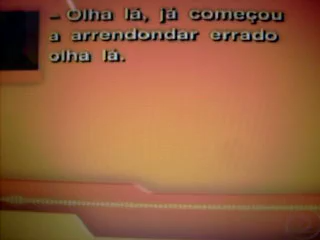 – Olha lá, já começou
a arrendondar errado
olha lá.